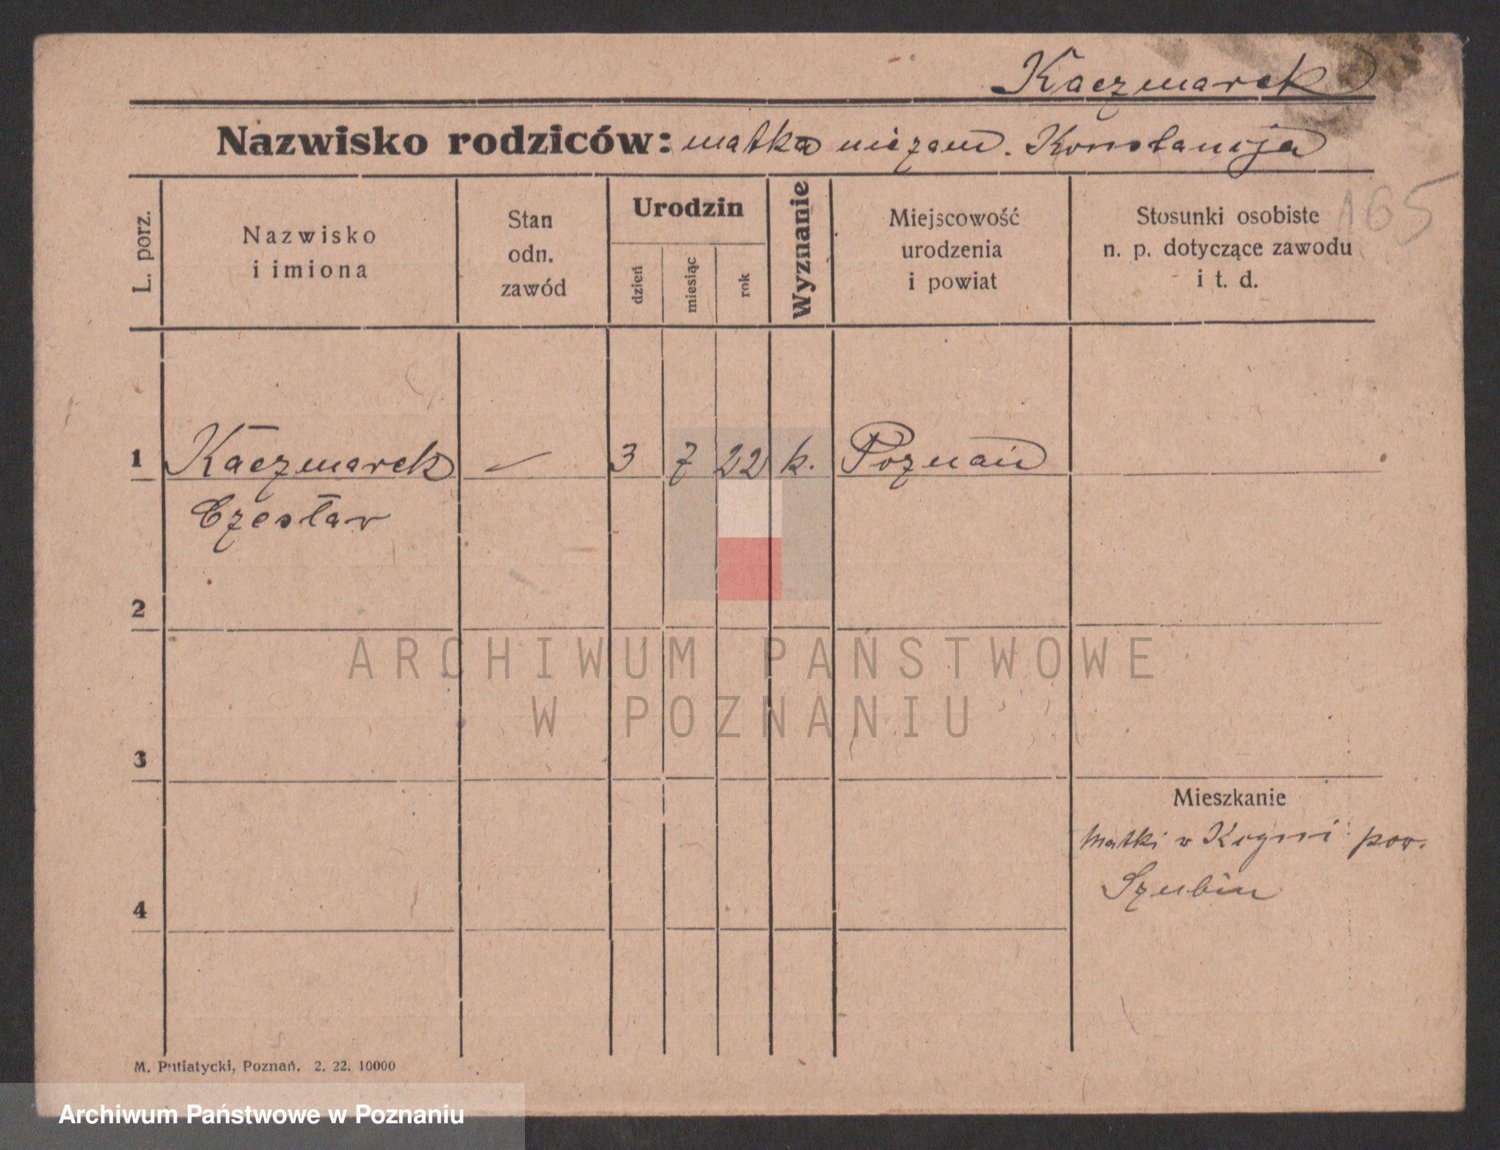 Kaczmarek
Nazwisko rodziców: matka niezam. Konstancja
165
L. porz.
Nazwisko
i imiona
Stan
odn.
zawód
Urodzin
dzień
miesiąc
rok
Wyznanie
Miejscowość
urodzenia
i powiat
Stosunki osobiste
n. p. dotyczące zawodu
i t. d.
1 Kaczmarek — 3 7 22 k. Poznań
Czesław
2
ARCHIWUM PAŃSTWOWE
W POZNANIU
3
Mieszkanie
Matki w pow.
Szubin
4
M. Putiatycki, Poznań. 2. 22. 10000
Archiwum Państwowe w Poznaniu